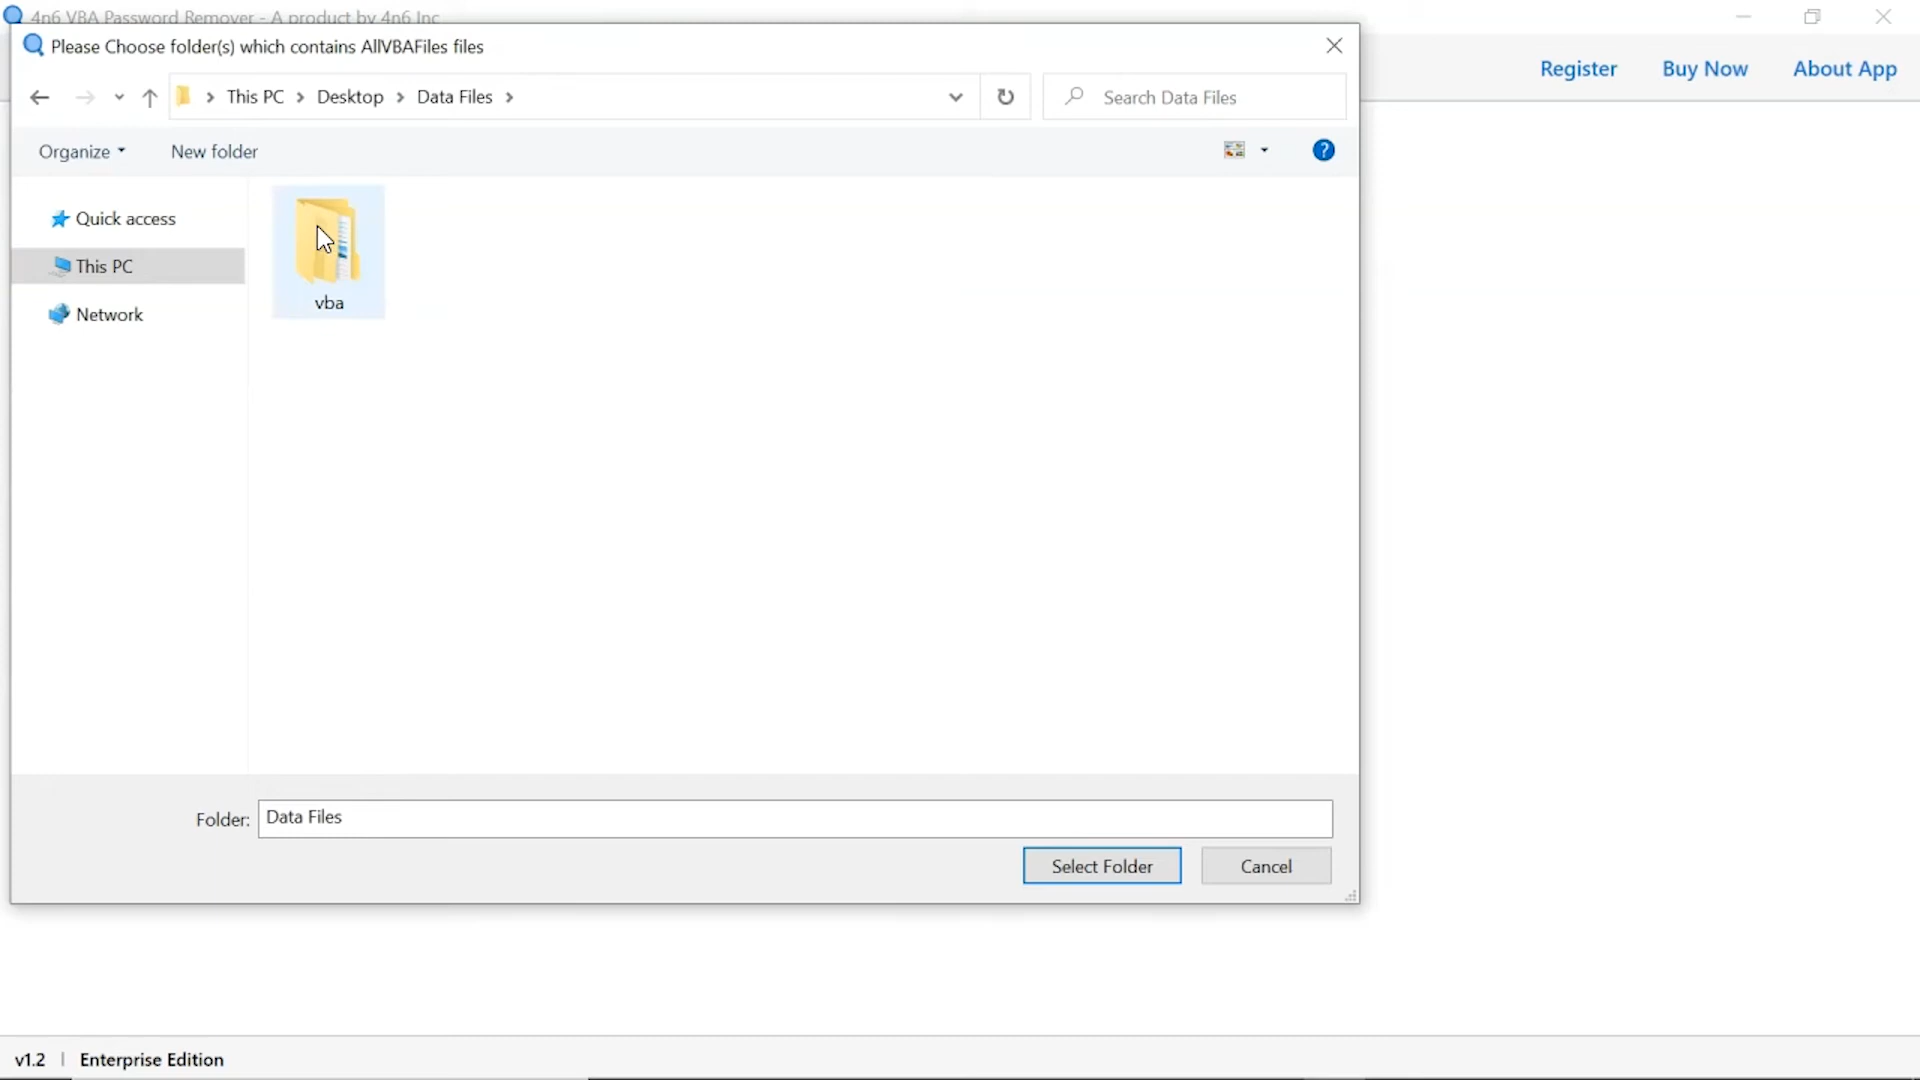 4n6 VBA Password Remover - A product by 4n6 Inc
Please Choose folder(s) which contains AllVBAFiles files
Register Buy Now About App
This PC Desktop Data Files
Search Data Files
Organize New folder
?
Quick access
This PC
Network
vba
Folder: Data Files
Select Folder Cancel
v1.2 | Enterprise Edition